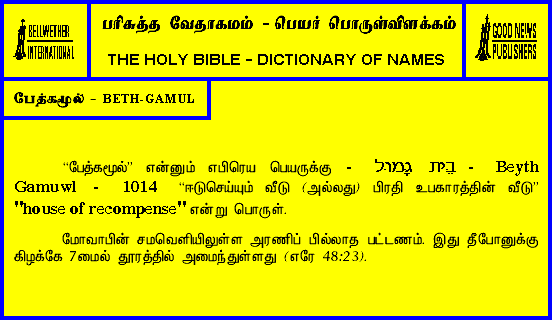 BELLWETHER
INTERNATIONAL
பரிசுத்த வேதாகமம் - பெயர் பொருள்விளக்கம்
THE HOLY BIBLE - DICTIONARY OF NAMES
GOOD NEWS
PUBLISHERS
பேத்கமூல் - BETH-GAMUL
“பேத்கமூல்” என்னும் எபிரெய பெயருக்கு - בֵּית גָּמוּל - Beyth
Gamuwl - 1014 “ஈடுசெய்யும் வீடு (அல்லது) பிரதி உபகாரத்தின் வீடு”
"house of recompense" என்று பொருள்.
மோவாபின் சமவெளியிலுள்ள அரணிப் பில்லாத பட்டணம். இது தீபோனுக்கு
கிழக்கே 7மைல் தூரத்தில் அமைந்துள்ளது (எரே 48:23).